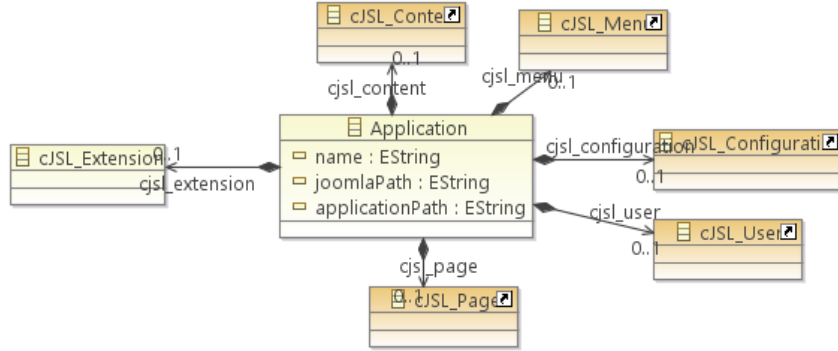 cJSL_Conte
cJSL_Menu
0..1
cjsl_menu
0..1
cjsl_content
Application
cjsl_configuration
cJSL_Configurati
0..1
cJSL_Extension
0..1
name : EString
joomlaPath : EString
applicationPath : EString
cjsl_extension
cjsl_user
cJSL_User
0..1
cjsl_page
0..1
cJSL_Page